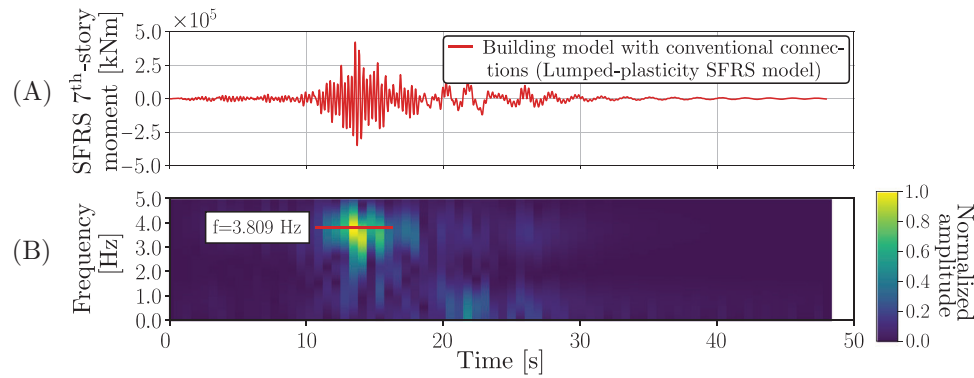 (A)
SFRS 7th-story
moment [kNm]
×10⁵
5.0
2.5
0.0
−2.5
−5.0
Building model with conventional connec-
tions (Lumped-plasticity SFRS model)
(B)
Frequency
[Hz]
5.0
4.0
3.0
2.0
1.0
0.0
f=3.809 Hz
0 10 20 30 40 50
Time [s]
1.0
0.8
0.6
0.4
0.2
0.0
Normalized
amplitude